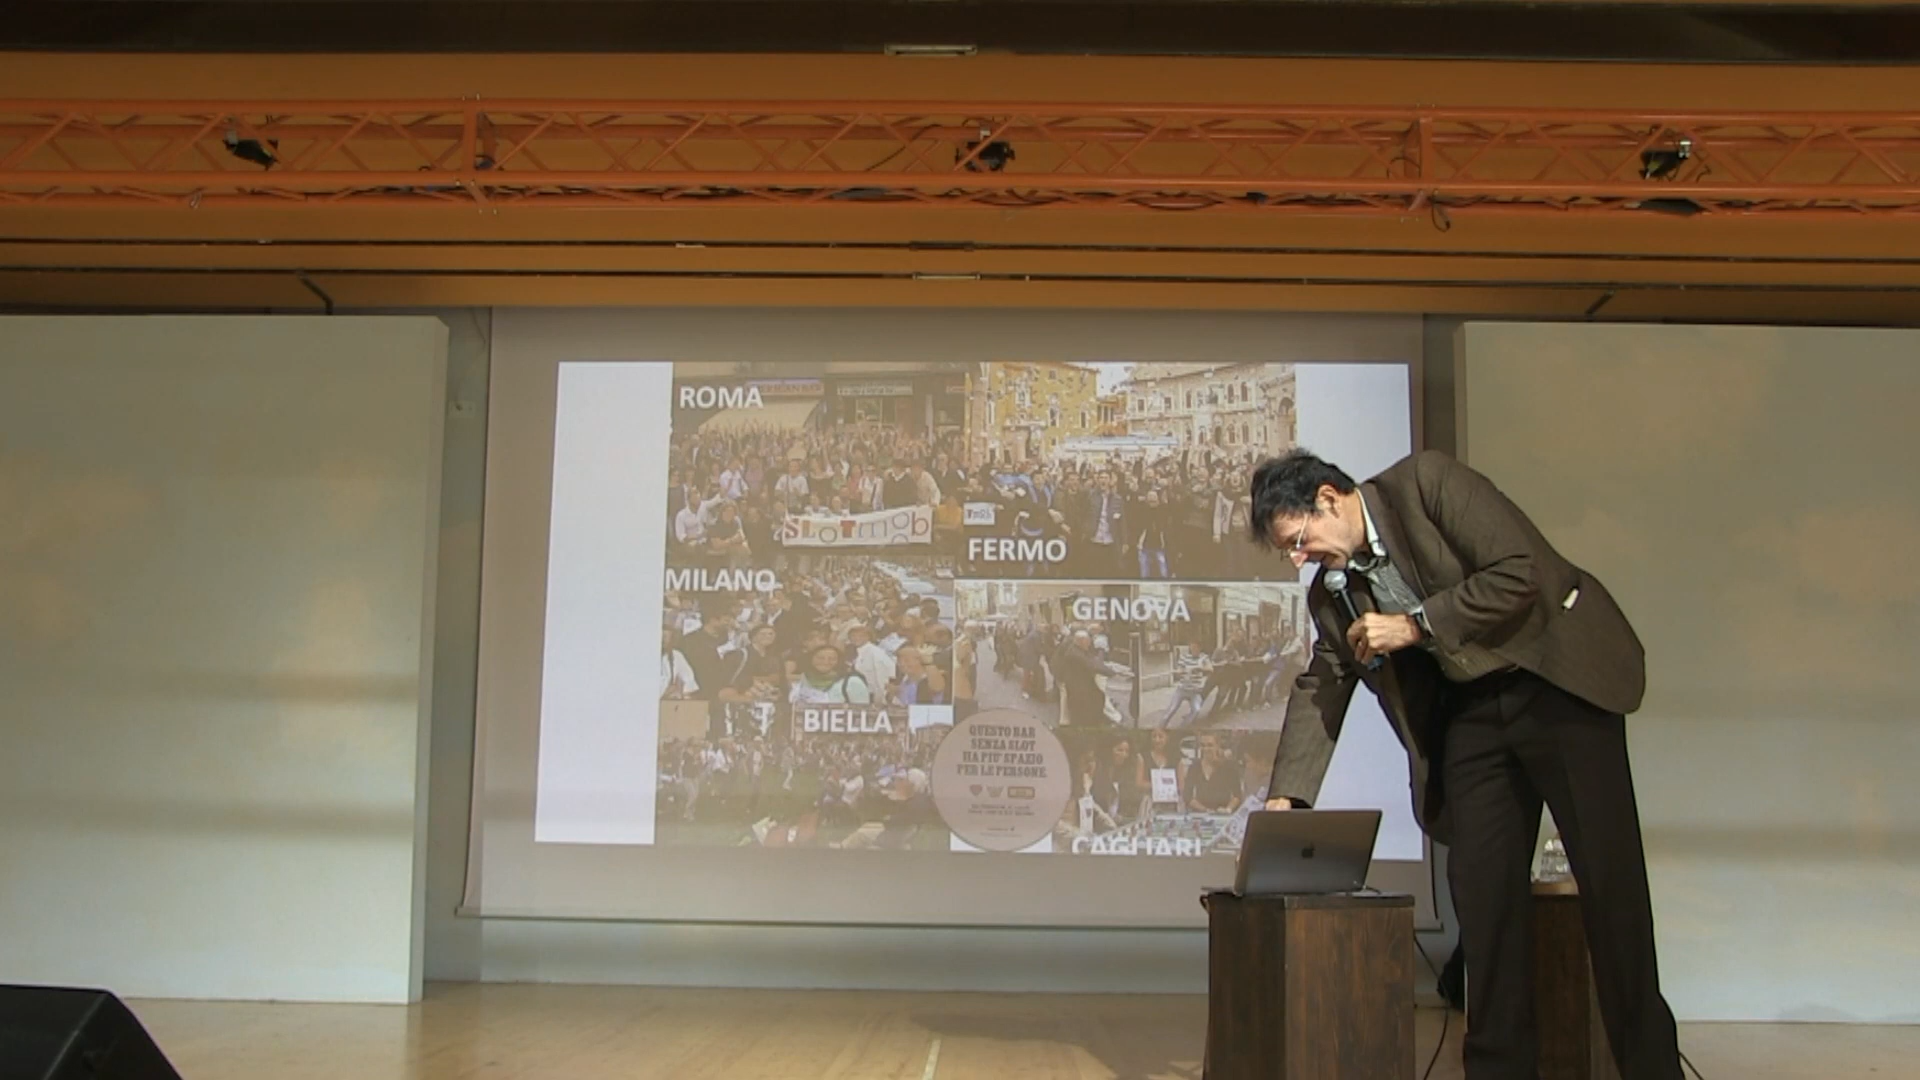 ROMA
SLOTmob
FERMO
MILANO
GENOVA
BIELLA
QUESTO BAR
SENZA SLOT
HA PIU' SPAZIO
PER LE PERSONE.
CAGLIARI